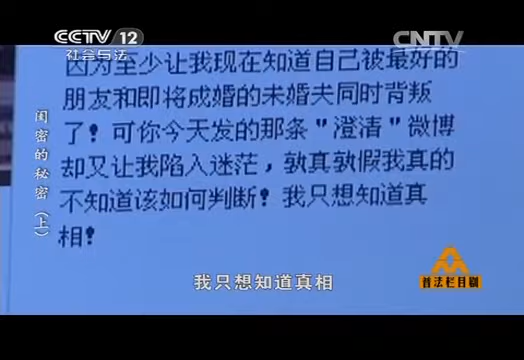 CCTV 12
社会与法
CNTV
因为至少让我现在知道自己被最好的
朋友和即将成婚的未婚夫同时背叛
了！可你今天发的那条"澄清"微博
却又让我陷入迷茫，孰真孰假我真的
不知道该如何判断！我只想知道真
相！
闺密的秘密（上）
普法栏目剧
我只想知道真相